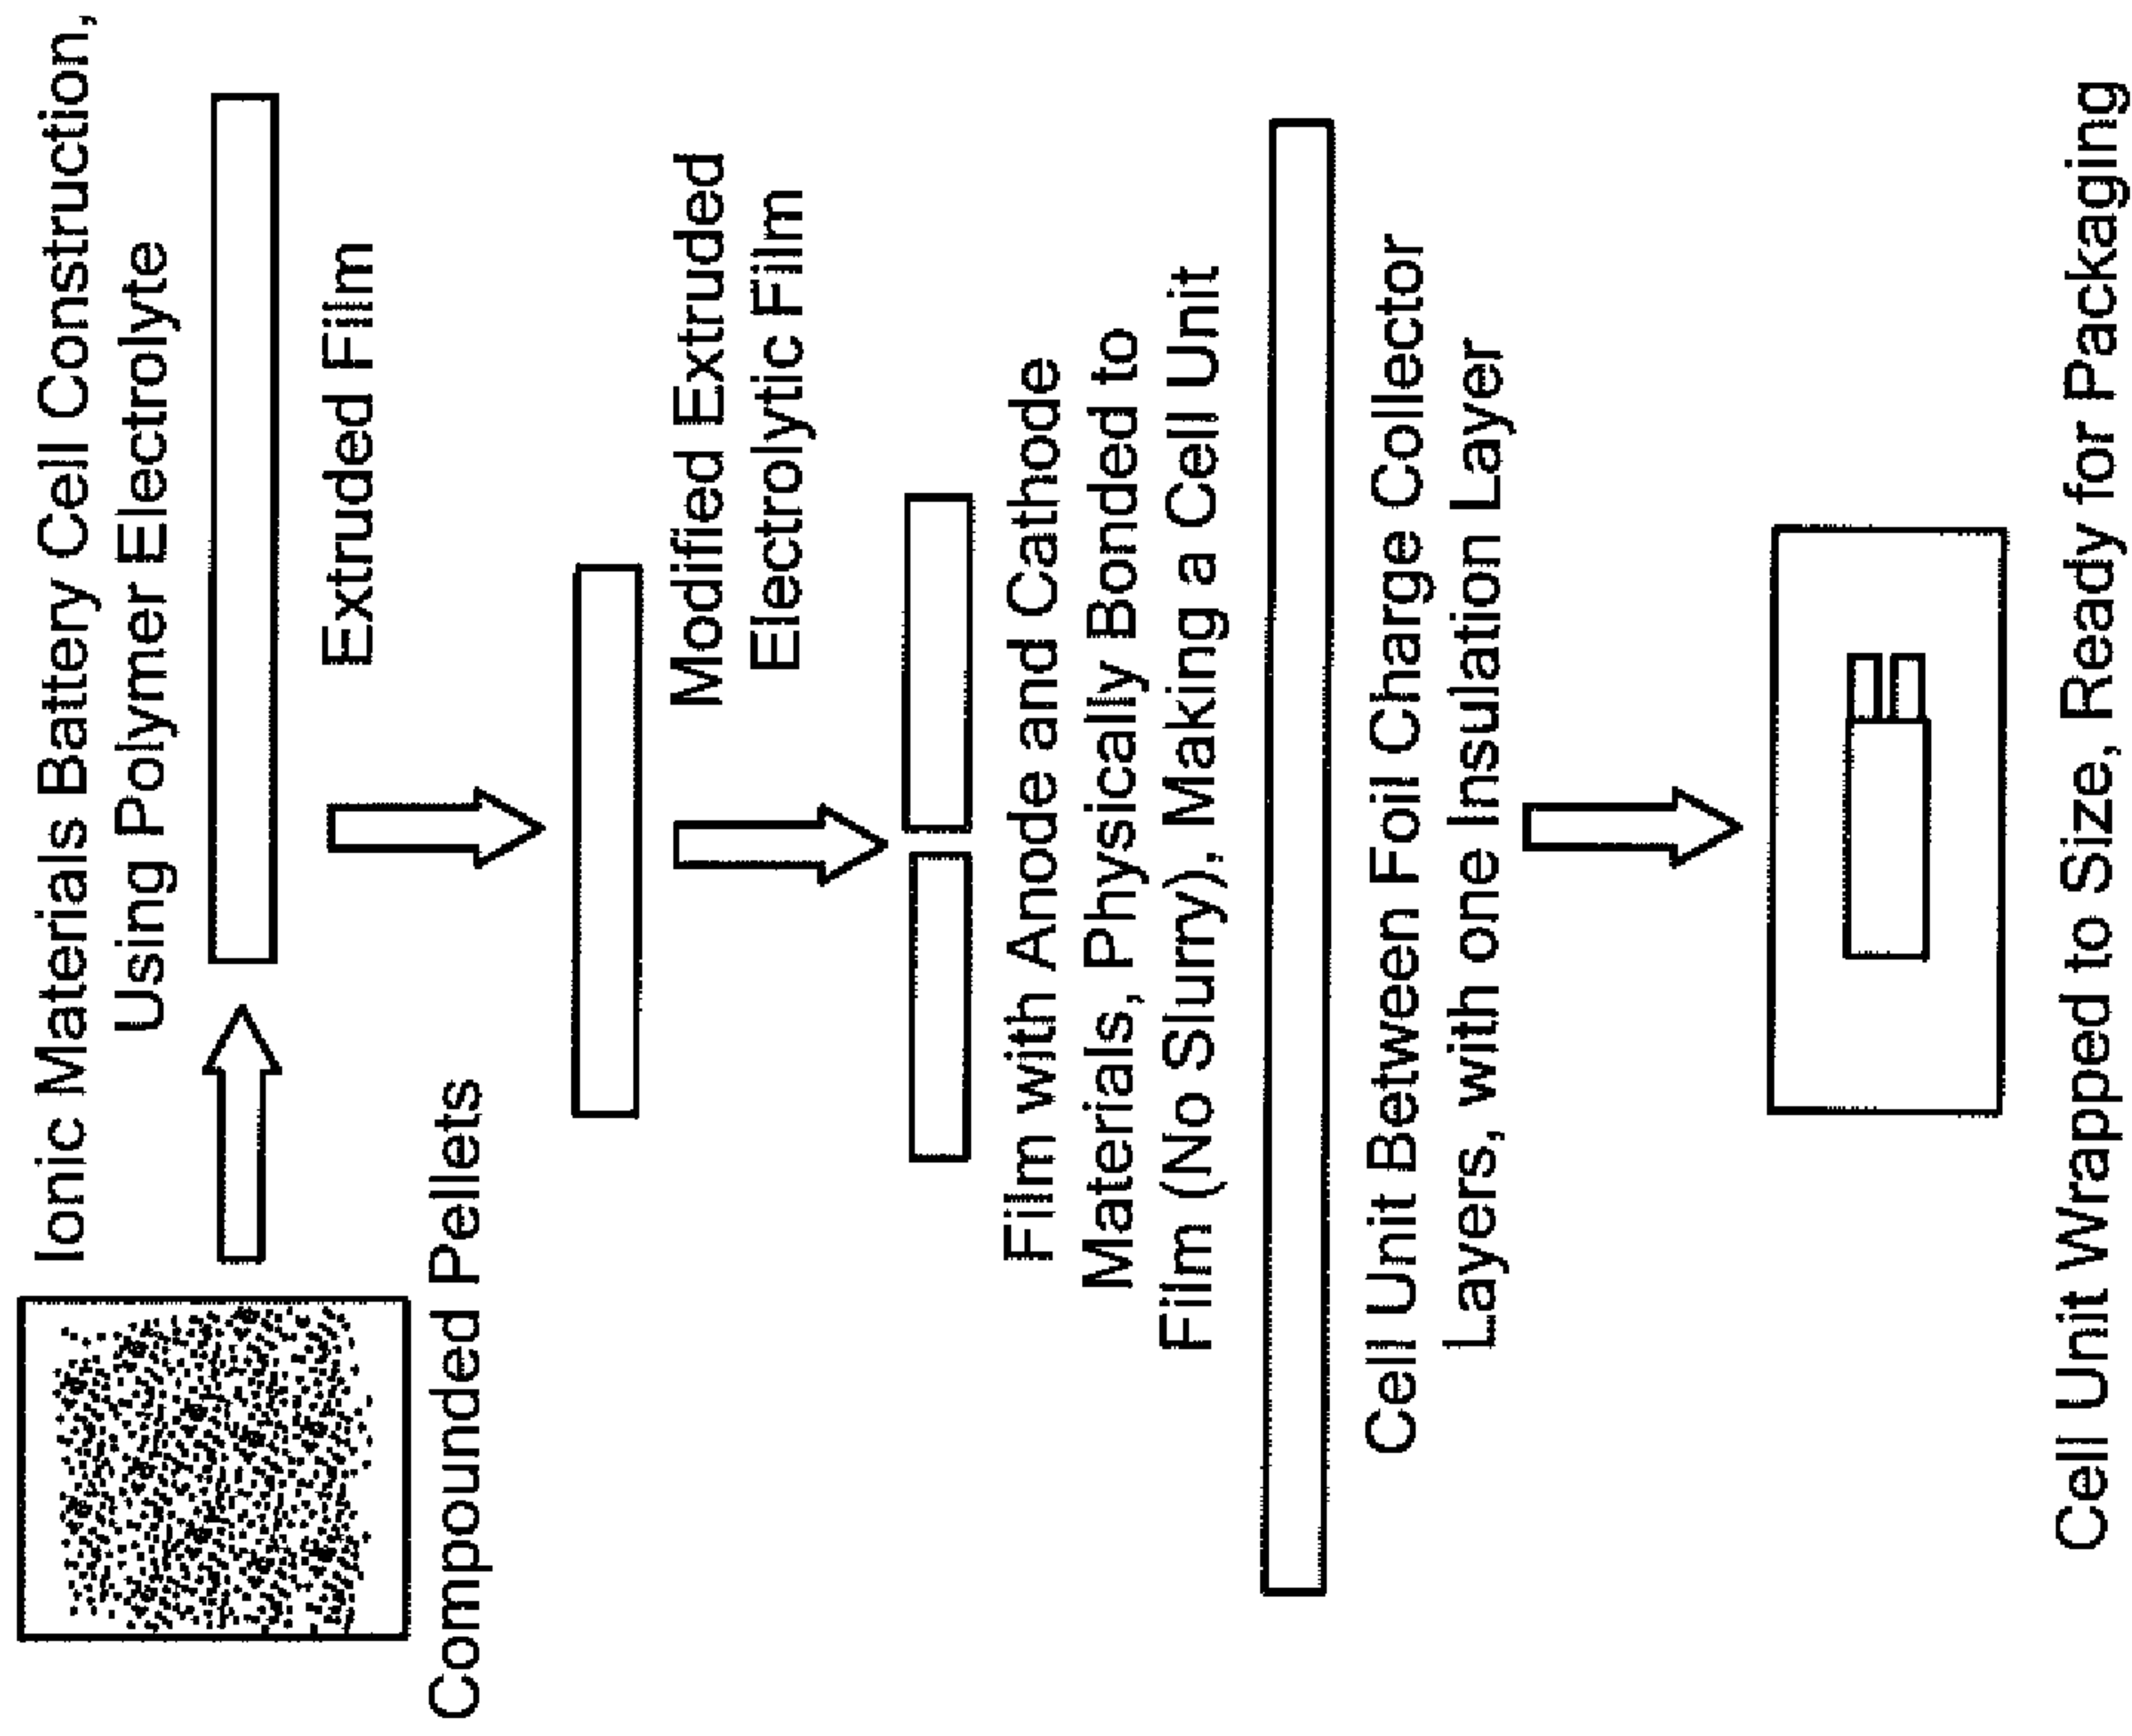 Ionic Materials Battery Cell Construction,
Using Polymer Electrolyte
Compounded Pellets
Extruded Film
Modified Extruded
Electrolytic Film
Film with Anode and Cathode
Materials, Physically Bonded to
Film (No Slurry), Making a Cell Unit
Cell Unit Between Foil Charge Collector
Layers, with one Insulation Layer
Cell Unit Wrapped to Size, Ready for Packaging